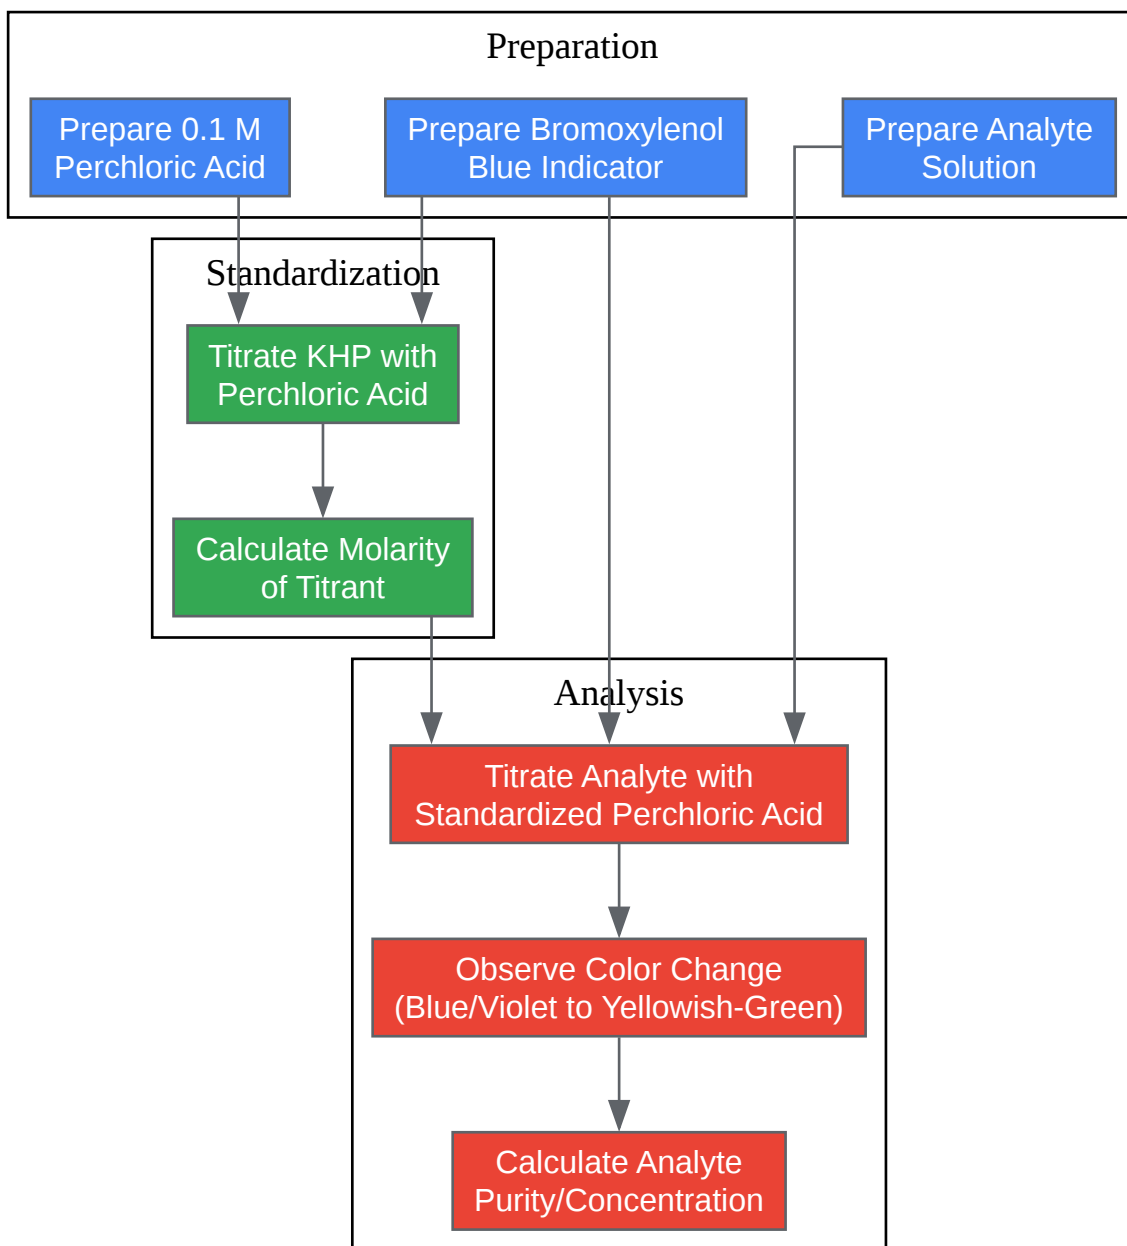 Preparation
Prepare 0.1 M
Perchloric Acid
Prepare Bromoxylenol
Blue Indicator
Prepare Analyte
Solution
Standardization
Titrate KHP with
Perchloric Acid
Calculate Molarity
of Titrant
Analysis
Titrate Analyte with
Standardized Perchloric Acid
Observe Color Change
(Blue/Violet to Yellowish-Green)
Calculate Analyte
Purity/Concentration